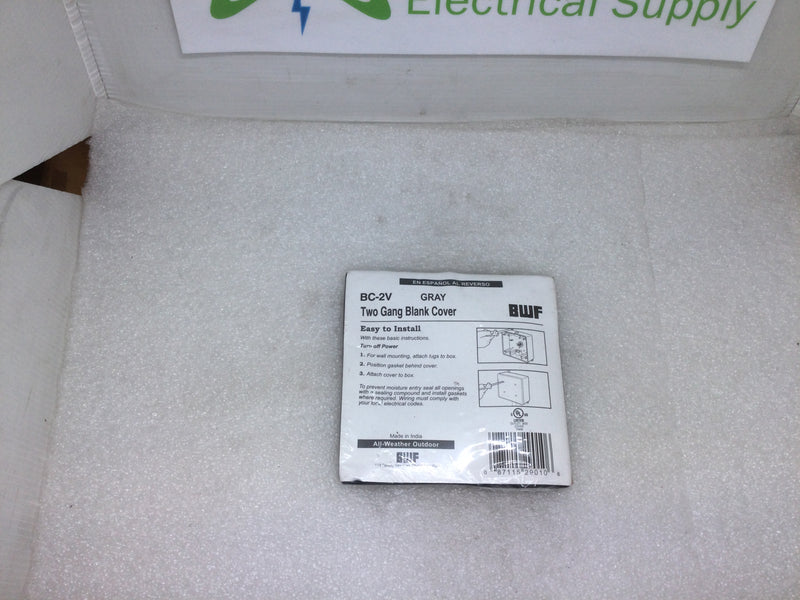 Electrical Supply
EN ESPAÑOL AL REVERSO
BC-2V GRAY
Two Gang Blank Cover
BWF
Easy to Install
With these basic instructions.
Turn off Power
1. For wall mounting, attach lugs to box.
2. Position gasket behind cover.
3. Attach cover to box.
To prevent moisture entry seal all openings
with a sealing compound and install gaskets
where required. Wiring must comply with
your local electrical codes.
Made in India
All-Weather Outdoor
BWF